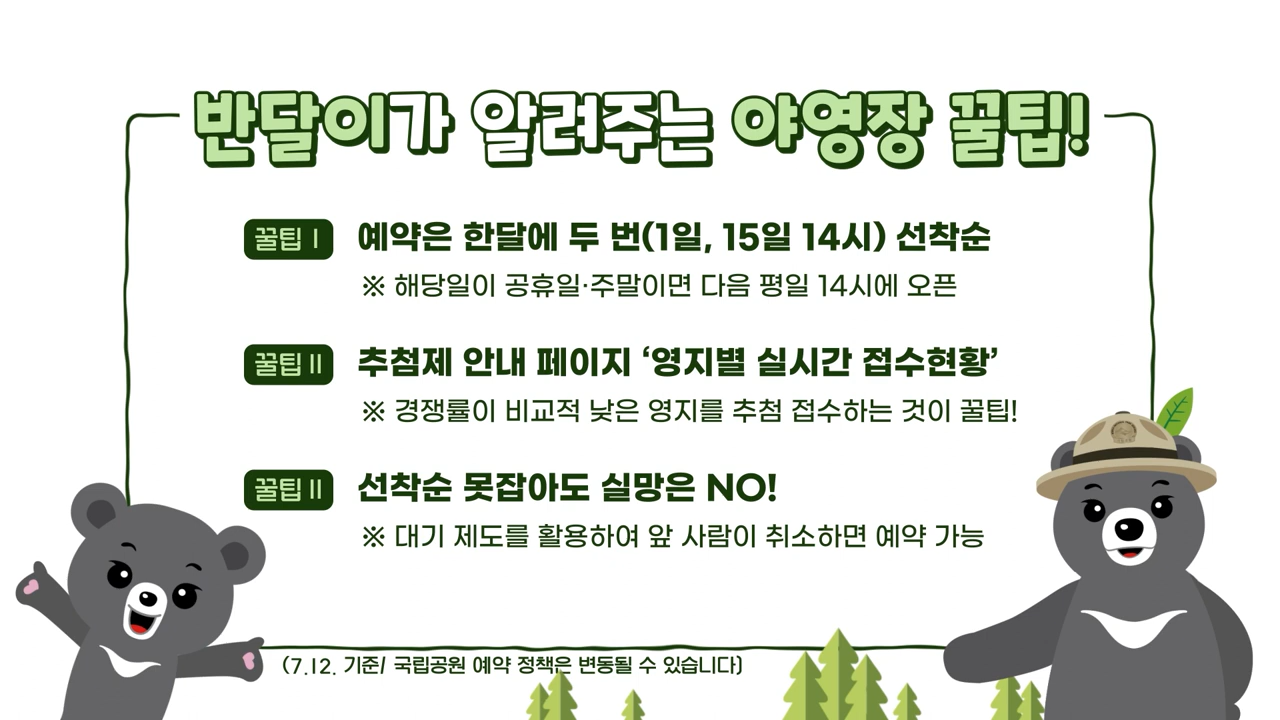 반달이가 알려주는 야영장 꿀팁!
꿀팁 Ⅰ 예약은 한달에 두 번(1일, 15일 14시) 선착순
※ 해당일이 공휴일·주말이면 다음 평일 14시에 오픈
꿀팁 Ⅱ 추첨제 안내 페이지 ‘영지별 실시간 접수현황’
※ 경쟁률이 비교적 낮은 영지를 추첨 접수하는 것이 꿀팁!
꿀팁 Ⅱ 선착순 못잡아도 실망은 NO!
※ 대기 제도를 활용하여 앞 사람이 취소하면 예약 가능
(7.12. 기준/ 국립공원 예약 정책은 변동될 수 있습니다)